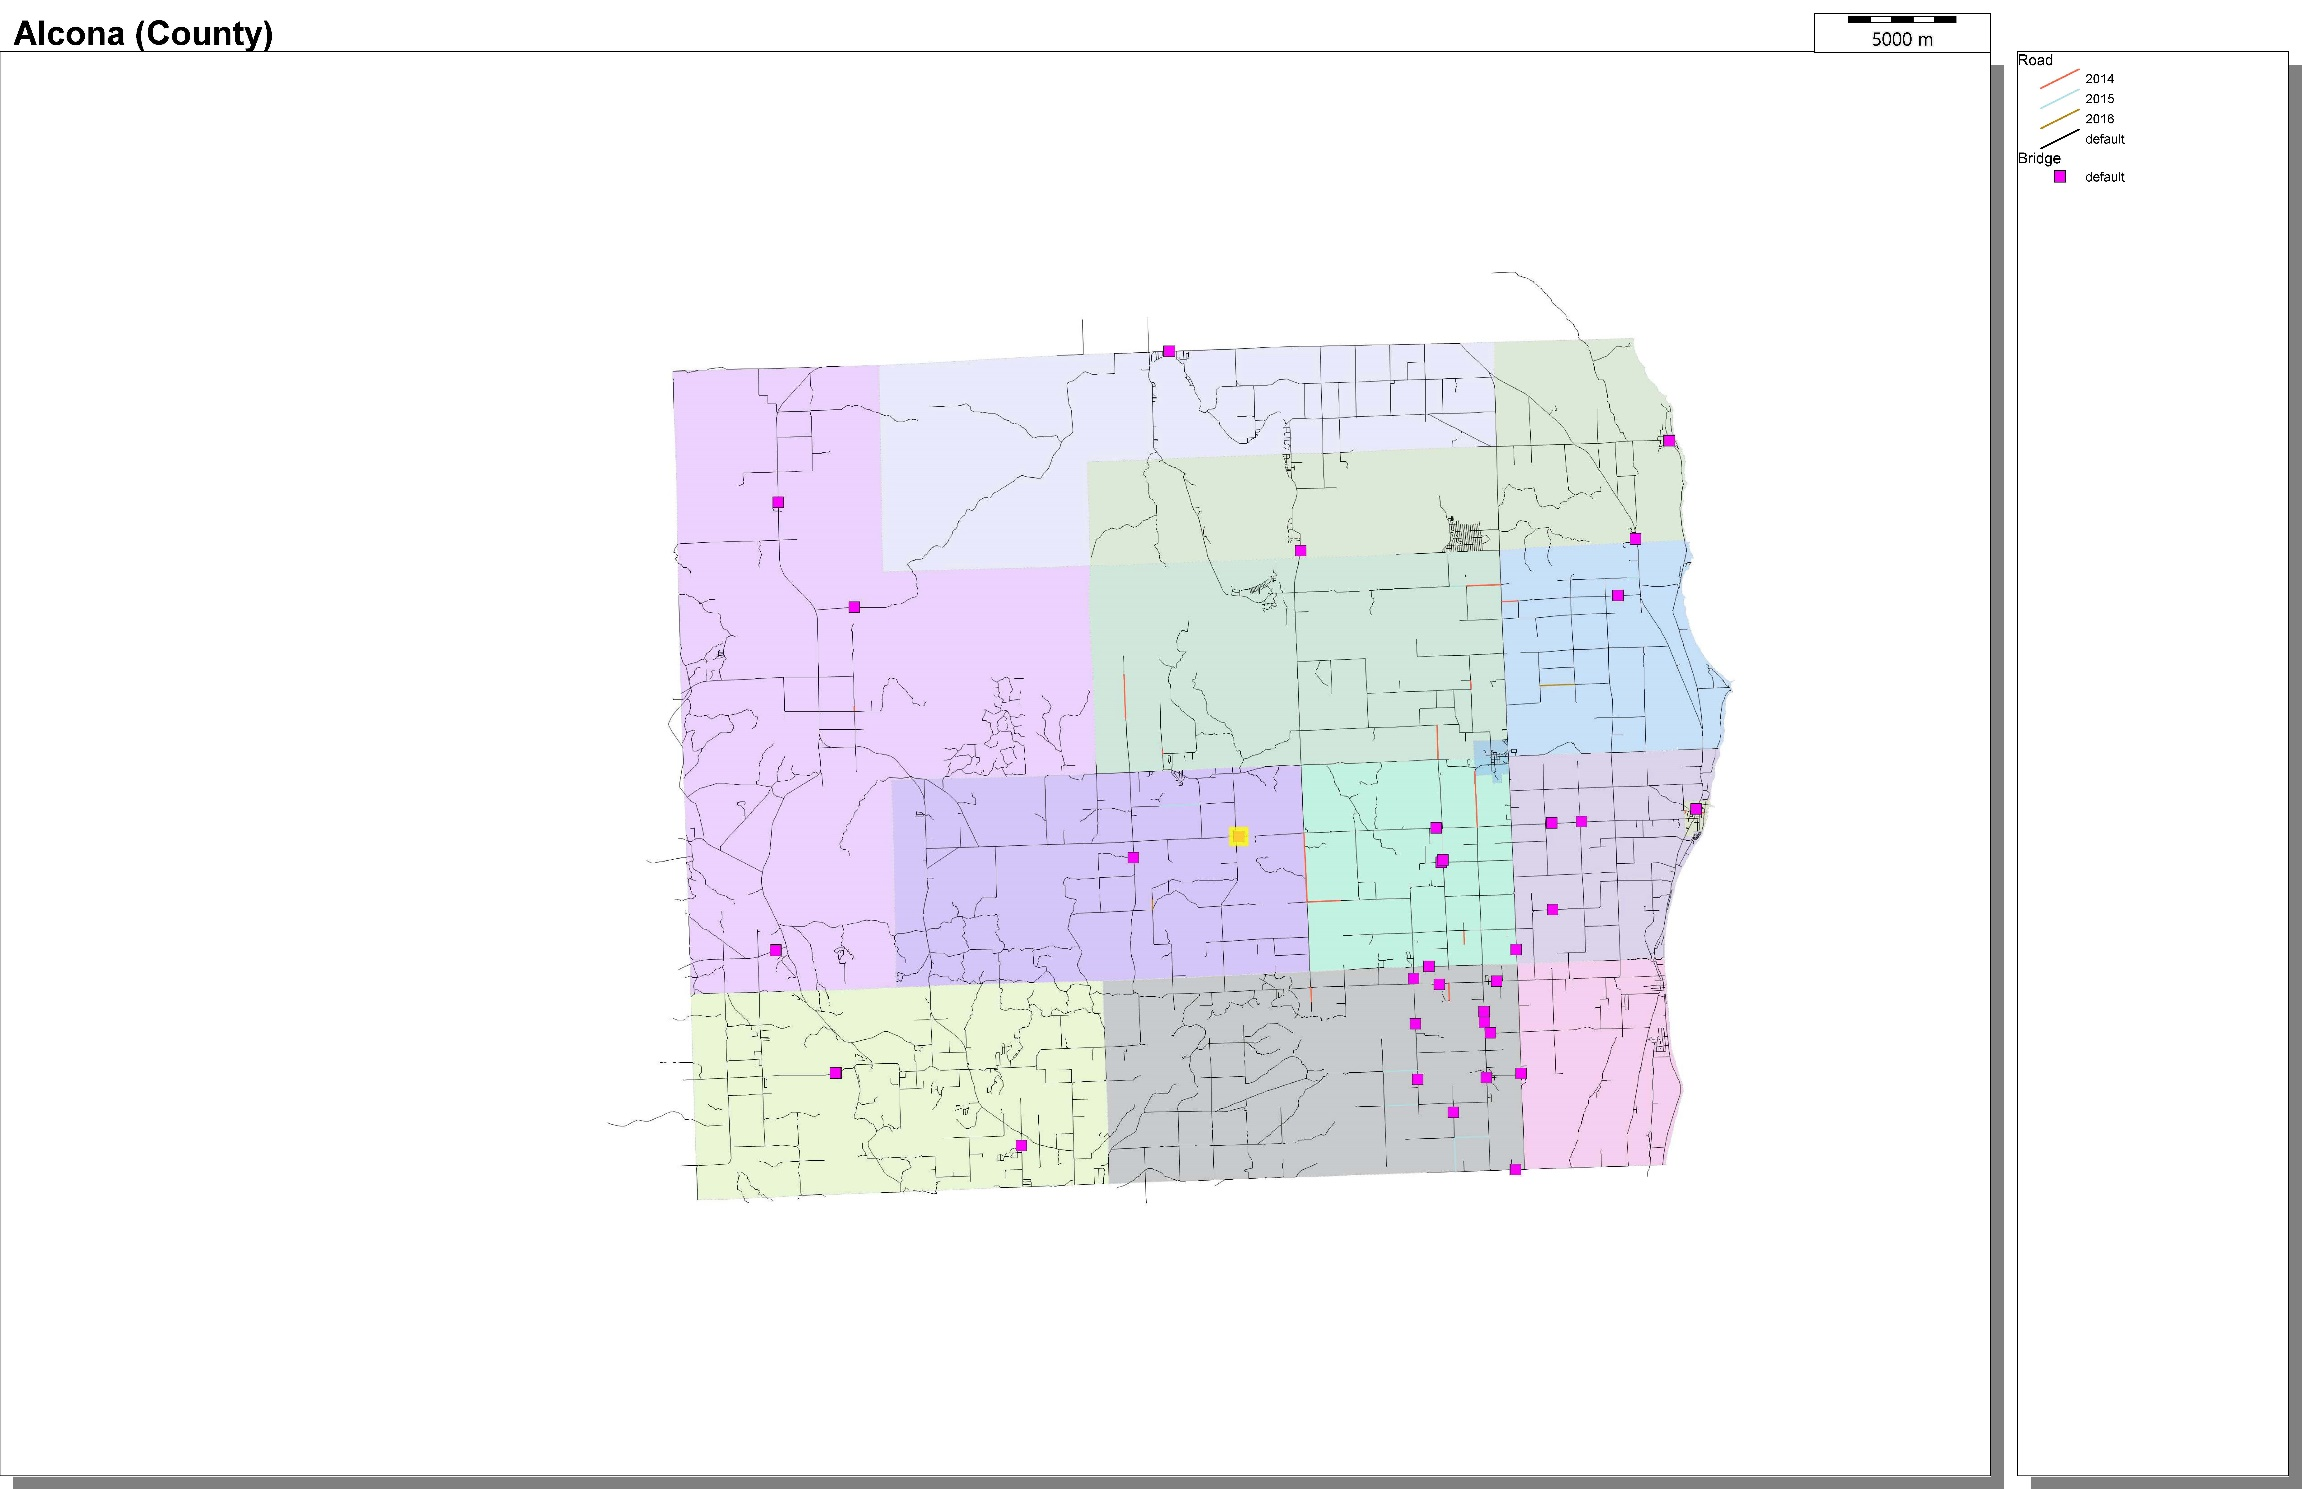 Alcona (County)
5000 m
Road
2014
2015
2016
default
Bridge
default